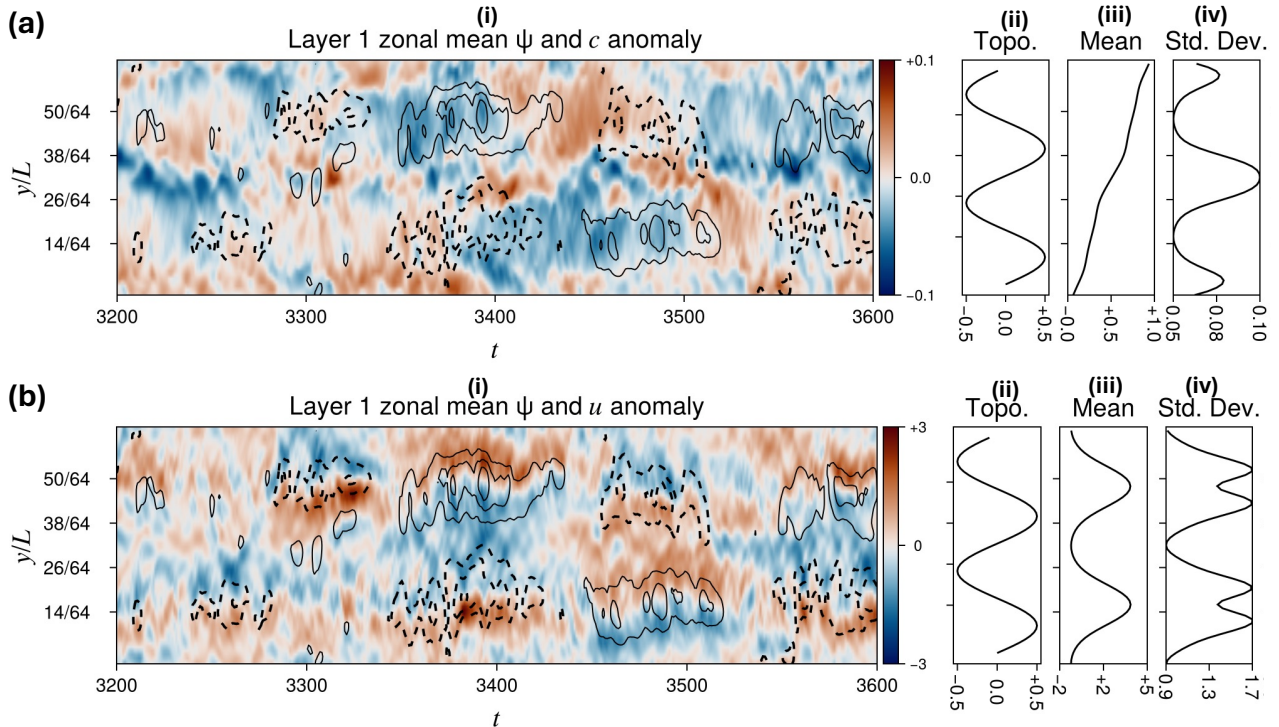 (a)
(i)
Layer 1 zonal mean ψ and c anomaly
(ii)
Topo.
(iii)
Mean
(iv)
Std. Dev.
y/L
50/64
38/64
26/64
14/64
3200
3300
3400
3500
3600
t
+0.1
0.0
−0.1
−0.5
0.0
+0.5
−0.0
+0.5
+1.0
0.05
0.08
0.10
(b)
(i)
Layer 1 zonal mean ψ and u anomaly
(ii)
Topo.
(iii)
Mean
(iv)
Std. Dev.
y/L
50/64
38/64
26/64
14/64
3200
3300
3400
3500
3600
t
+3
0
−3
−0.5
0.0
+0.5
−2
+2
+5
0.9
1.3
1.7